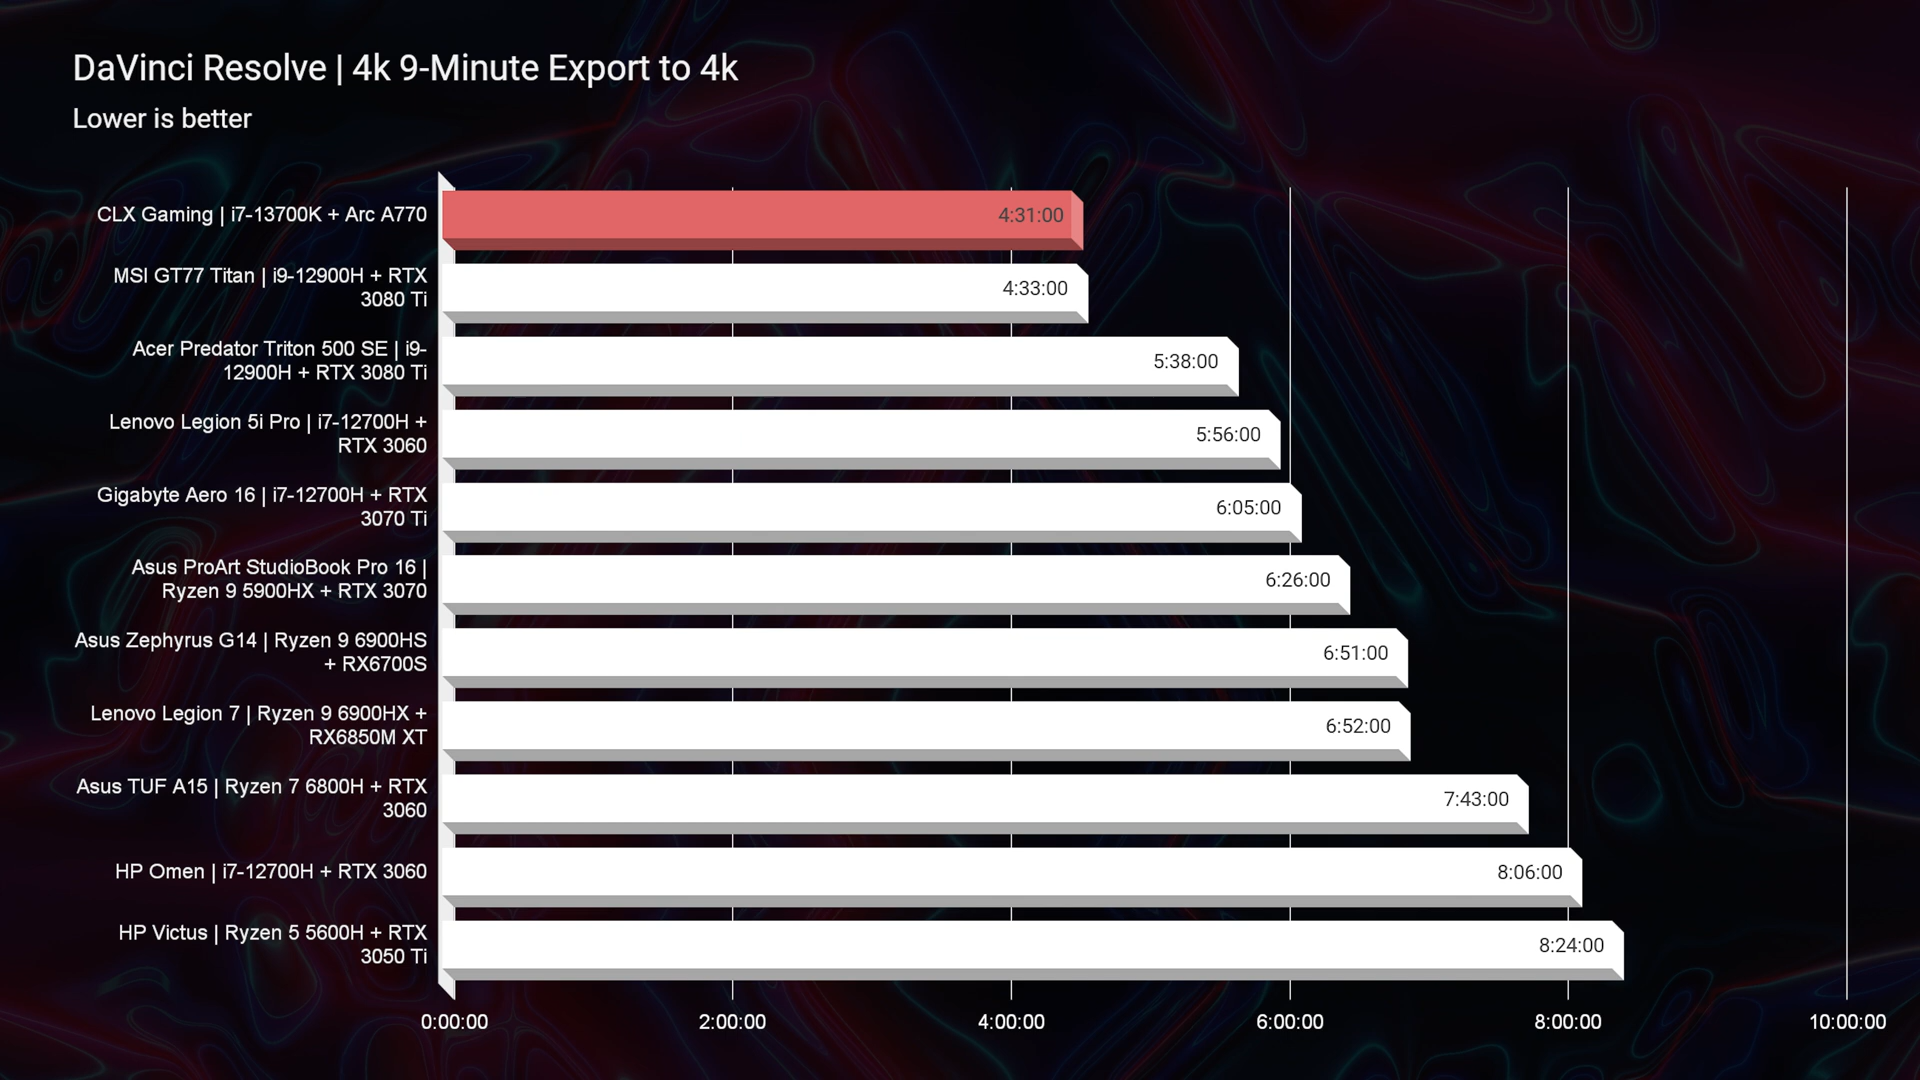 DaVinci Resolve | 4k 9-Minute Export to 4k
Lower is better
CLX Gaming | i7-13700K + Arc A770
4:31:00
MSI GT77 Titan | i9-12900H + RTX
3080 Ti
4:33:00
Acer Predator Triton 500 SE | i9-
12900H + RTX 3080 Ti
5:38:00
Lenovo Legion 5i Pro | i7-12700H +
RTX 3060
5:56:00
Gigabyte Aero 16 | i7-12700H + RTX
3070 Ti
6:05:00
Asus ProArt StudioBook Pro 16 |
Ryzen 9 5900HX + RTX 3070
6:26:00
Asus Zephyrus G14 | Ryzen 9 6900HS
+ RX6700S
6:51:00
Lenovo Legion 7 | Ryzen 9 6900HX +
RX6850M XT
6:52:00
Asus TUF A15 | Ryzen 7 6800H + RTX
3060
7:43:00
HP Omen | i7-12700H + RTX 3060
8:06:00
HP Victus | Ryzen 5 5600H + RTX
3050 Ti
8:24:00
0:00:00 2:00:00 4:00:00 6:00:00 8:00:00 10:00:00